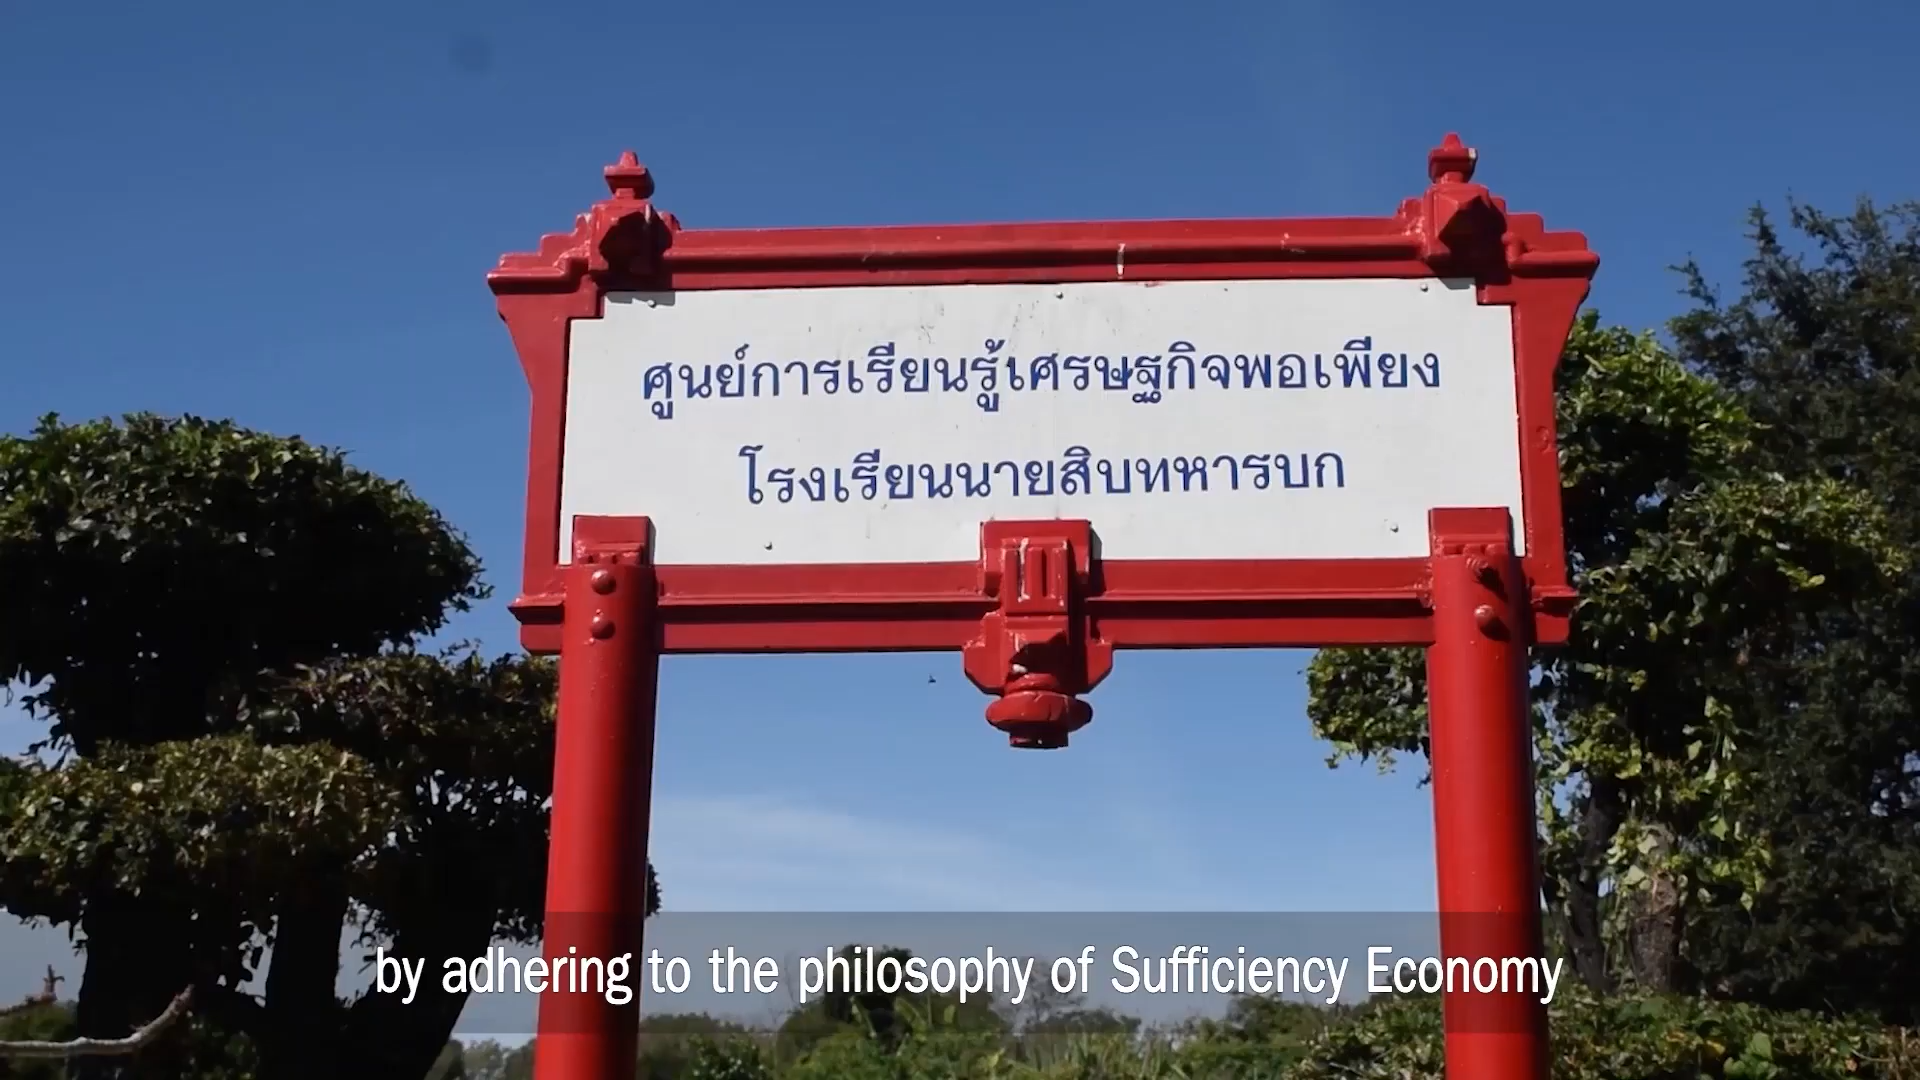 ศูนย์การเรียนรู้เศรษฐกิจพอเพียง
โรงเรียนนายสิบทหารบก
by adhering to the philosophy of Sufficiency Economy